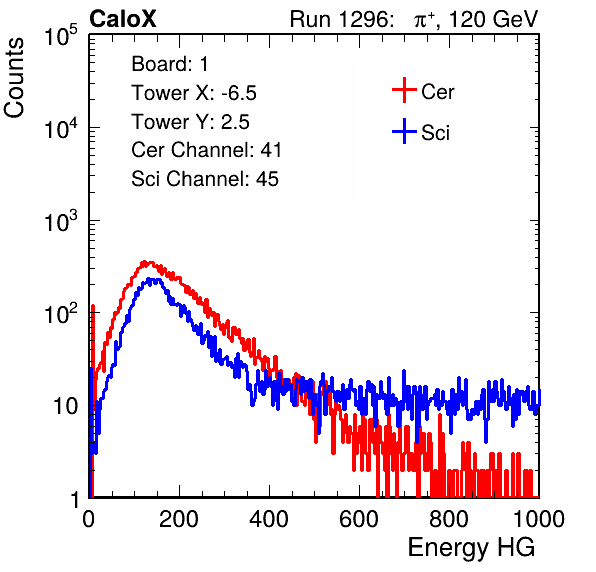 CaloX Run 1296: π⁺, 120 GeV
Counts
10⁵
10⁴
10³
10²
10
1
Board: 1
Tower X: -6.5
Tower Y: 2.5
Cer Channel: 41
Sci Channel: 45
Cer
Sci
0 200 400 600 800 1000
Energy HG